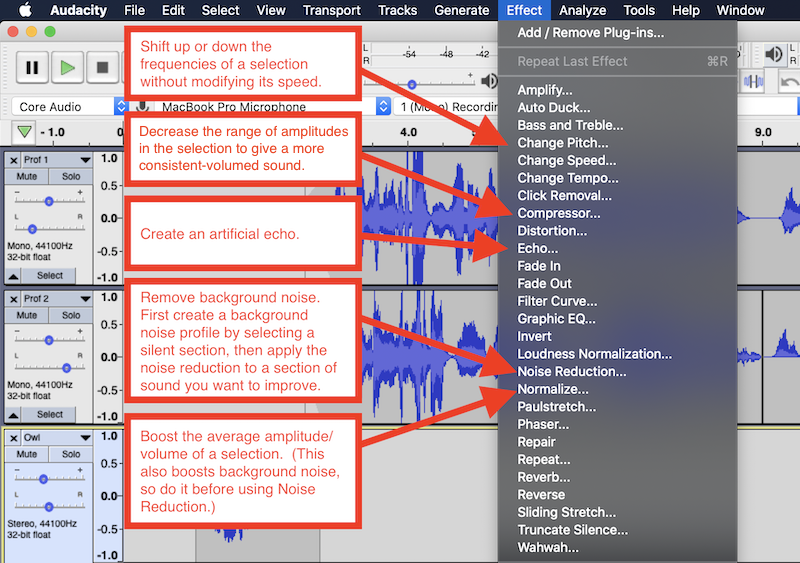 Audacity File Edit Select View Transport Tracks Generate Effect Analyze Tools Help Window
Add / Remove Plug-ins...
Repeat Last Effect ⌘R
Amplify...
Auto Duck...
Bass and Treble...
Change Pitch...
Change Speed...
Change Tempo...
Click Removal...
Compressor...
Distortion...
Echo...
Fade In
Fade Out
Filter Curve...
Graphic EQ...
Invert
Loudness Normalization...
Noise Reduction...
Normalize...
Paulstretch...
Phaser...
Repair
Repeat...
Reverb...
Reverse
Sliding Stretch...
Truncate Silence...
Wahwah...
Shift up or down the
frequencies of a selection
without modifying its speed.
Decrease the range of amplitudes
in the selection to give a more
consistent-volumed sound.
Create an artificial echo.
Remove background noise.
First create a background
noise profile by selecting a
silent section, then apply the
noise reduction to a section of
sound you want to improve.
Boost the average amplitude/
volume of a selection. (This
also boosts background noise,
so do it before using Noise
Reduction.)
L
R
-54 -48 -42
- +
L
R
Core Audio MacBook Pro Microphone 1 (Mono) Recordin
- 1.0 4.0 9.0
× Prof 1
Mute Solo
- +
L R
Mono, 44100Hz
32-bit float
Select
1.0
0.5
0.0
-0.5
-1.0
× Prof 2
Mute Solo
- +
L R
Mono, 44100Hz
32-bit float
Select
1.0
0.5
0.0
-0.5
-1.0
× Owl
Mute Solo
- +
L R
Stereo, 44100Hz
32-bit float
1.0
0.5
0.0
-0.5
-1.0